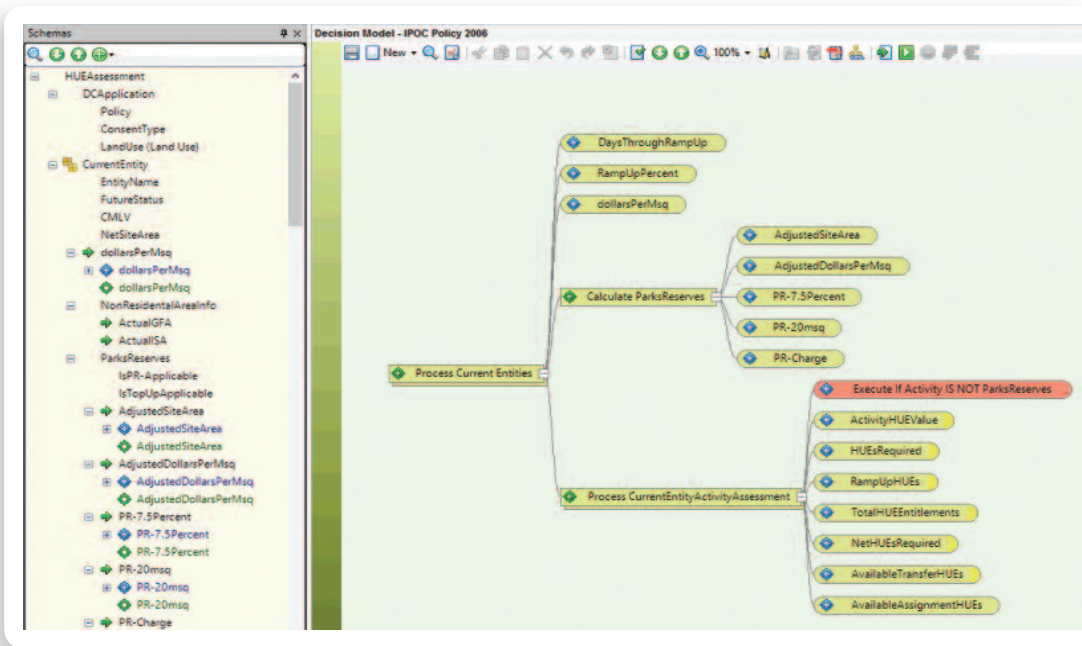 Schemas
HUEAssessment
DCApplication
Policy
ConsentType
LandUse (Land Use)
CurrentEntity
EntityName
FutureStatus
CMLV
NetSiteArea
dollarsPerMsq
dollarsPerMsq
dollarsPerMsq
NonResidentalAreaInfo
ActualGFA
ActualISA
ParksReserves
IsPR-Applicable
IsTopUpApplicable
AdjustedSiteArea
AdjustedSiteArea
AdjustedSiteArea
AdjustedDollarsPerMsq
AdjustedDollarsPerMsq
AdjustedDollarsPerMsq
PR-7.5Percent
PR-7.5Percent
PR-7.5Percent
PR-20msq
PR-20msq
PR-20msq
PR-Charge
Decision Model - IPOC Policy 2006
New 100%
DaysThroughRampUp
RampUpPercent
dollarsPerMsq
AdjustedSiteArea
AdjustedDollarsPerMsq
Calculate ParksReserves
PR-7.5Percent
PR-20msq
PR-Charge
Process Current Entities
Execute If Activity IS NOT ParksReserves
ActivityHUEValue
HUEsRequired
RampUpHUEs
Process CurrentEntityActivityAssessment
TotalHUEEntitlements
NetHUEsRequired
AvailableTransferHUEs
AvailableAssignmentHUEs